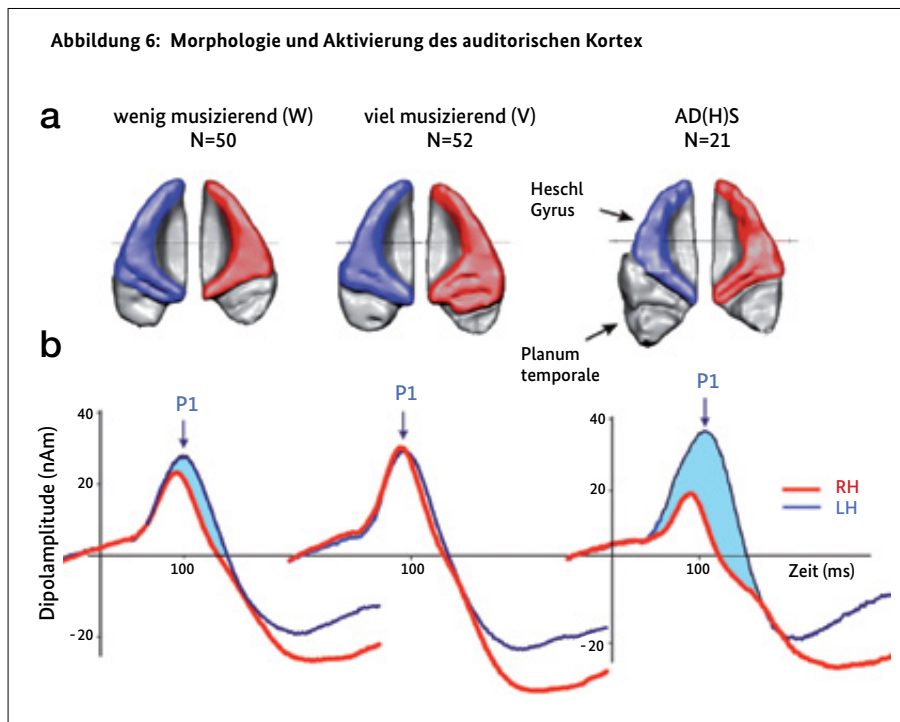 Abbildung 6: Morphologie und Aktivierung des auditorischen Kortex
a
wenig musizierend (W)
N=50
viel musizierend (V)
N=52
AD(H)S
N=21
Heschl
Gyrus
Planum
temporale
b
Dipolamplitude (nAm)
40
20
-20
P1
100
P1
100
P1
40
20
-20
100
RH
LH
Zeit (ms)